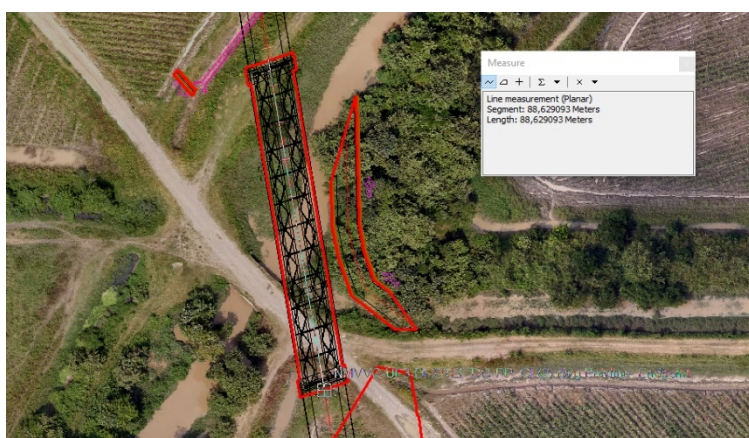 Measure
Line measurement (Planar)
Segment: 88,629093 Meters
Length: 88,629093 Meters